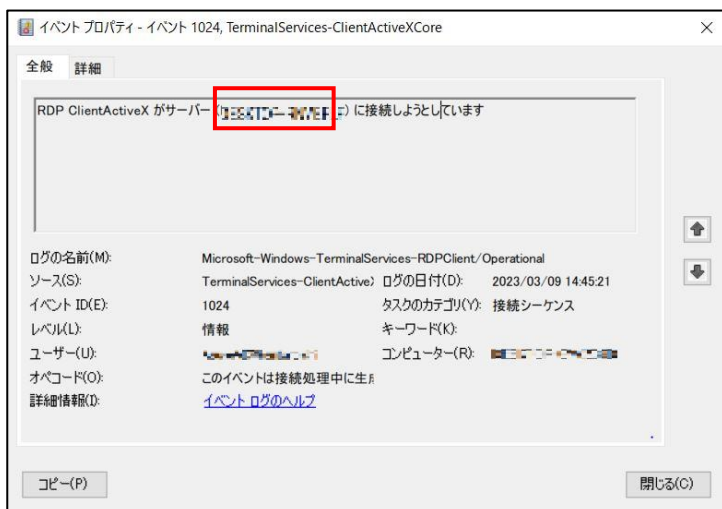 イベント プロパティ - イベント 1024, TerminalServices-ClientActiveXCore
全般 詳細
RDP ClientActiveX がサーバー ( ) に接続しようとしています
ログの名前(M): Microsoft-Windows-TerminalServices-RDPClient/Operational
ソース(S): TerminalServices-ClientActiveX ログの日付(D): 2023/03/09 14:45:21
イベント ID(E): 1024 タスクのカテゴリ(Y): 接続シーケンス
レベル(L): 情報 キーワード(K):
ユーザー(U): コンピューター(R):
オペコード(O): このイベントは接続処理中に生成
詳細情報(I): イベント ログのヘルプ
コピー(P) 閉じる(C)